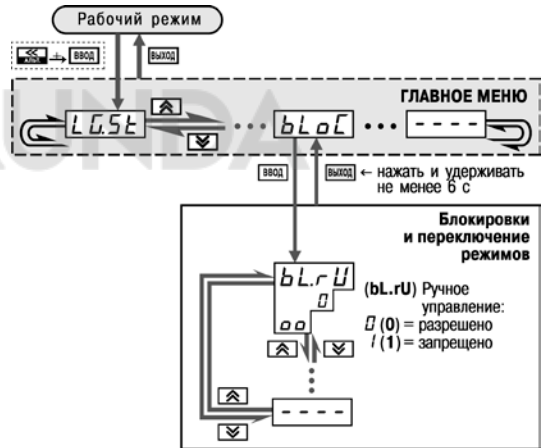 Рабочий режим
≪ АЛЬТ. + ВВОД
ВЫХОД
ГЛАВНОЕ МЕНЮ
LG.St
bLoC
- - - -
ВВОД
ВЫХОД ← нажать и удерживать
не менее 6 с
Блокировки
и переключение
режимов
bL.rU
0
oo
(bL.rU) Ручное
управление:
0 (0) = разрешено
1 (1) = запрещено
- - - -